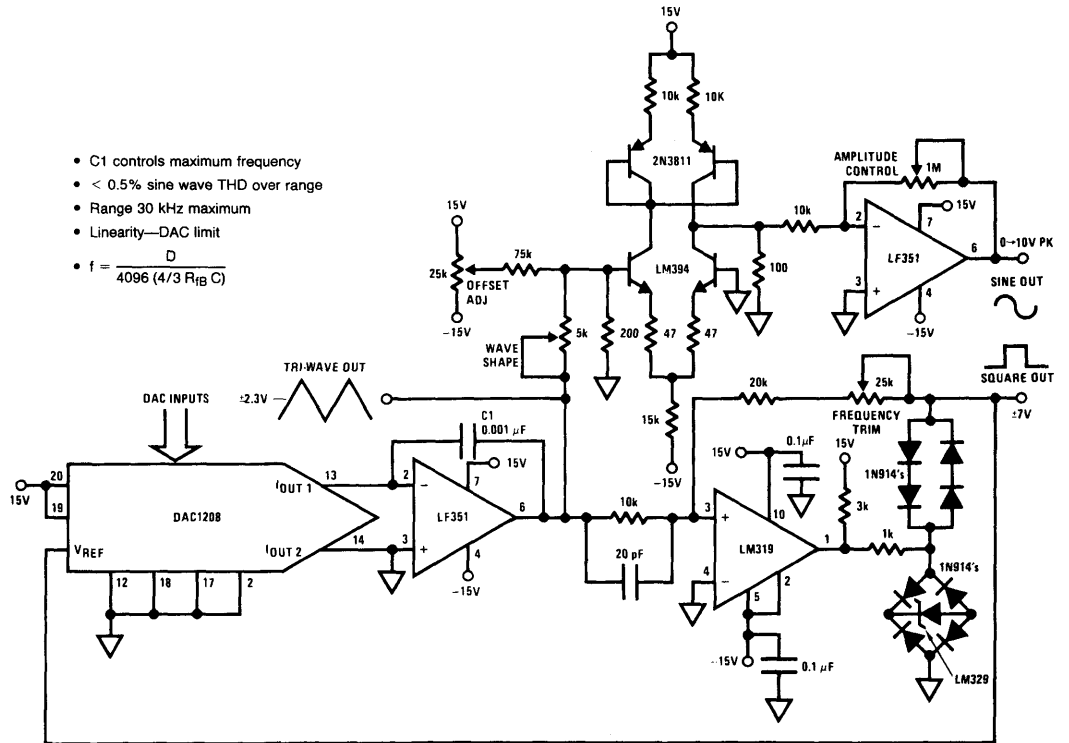 15V
10k
10K
2N3811
• C1 controls maximum frequency
• < 0.5% sine wave THD over range
• Range 30 kHz maximum
• Linearity—DAC limit
• f = D
4096 (4/3 RfB C)
AMPLITUDE
CONTROL
1M
15V
10k
2
7
6
0→10V PK
LF351
3
4
-15V
SINE OUT
15V
25k
75k
OFFSET
ADJ
-15V
LM394
100
5k
200
47
47
WAVE
SHAPE
15k
-15V
SQUARE OUT
±7V
20k
25k
FREQUENCY
TRIM
TRI-WAVE OUT
±2.3V
DAC INPUTS
C1
0.001 µF
15V
20
19
DAC1208
IOUT 1
13
IOUT 2
14
VREF
12
18
17
2
2
7
15V
LF351
6
3
4
-15V
10k
20 pF
15V
0.1µF
15V
3k
1N914's
3
10
LM319
1
1k
4
5
2
-15V
0.1 µF
1N914's
LM329